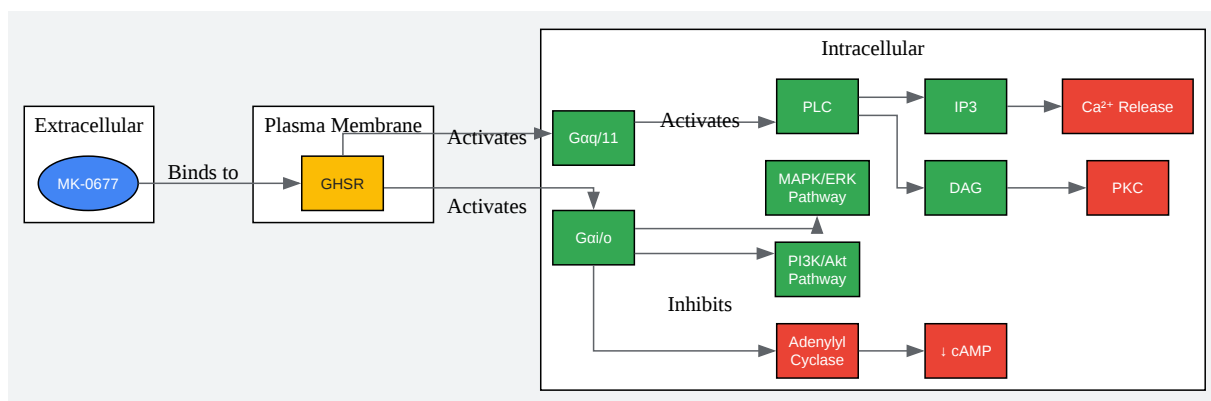 Intracellular
Extracellular
MK-0677
Binds to
Plasma Membrane
GHSR
Activates
Activates
Gαq/11
Activates
Gαi/o
PLC
IP3
Ca²⁺ Release
DAG
PKC
MAPK/ERK
Pathway
PI3K/Akt
Pathway
Inhibits
Adenylyl
Cyclase
↓ cAMP